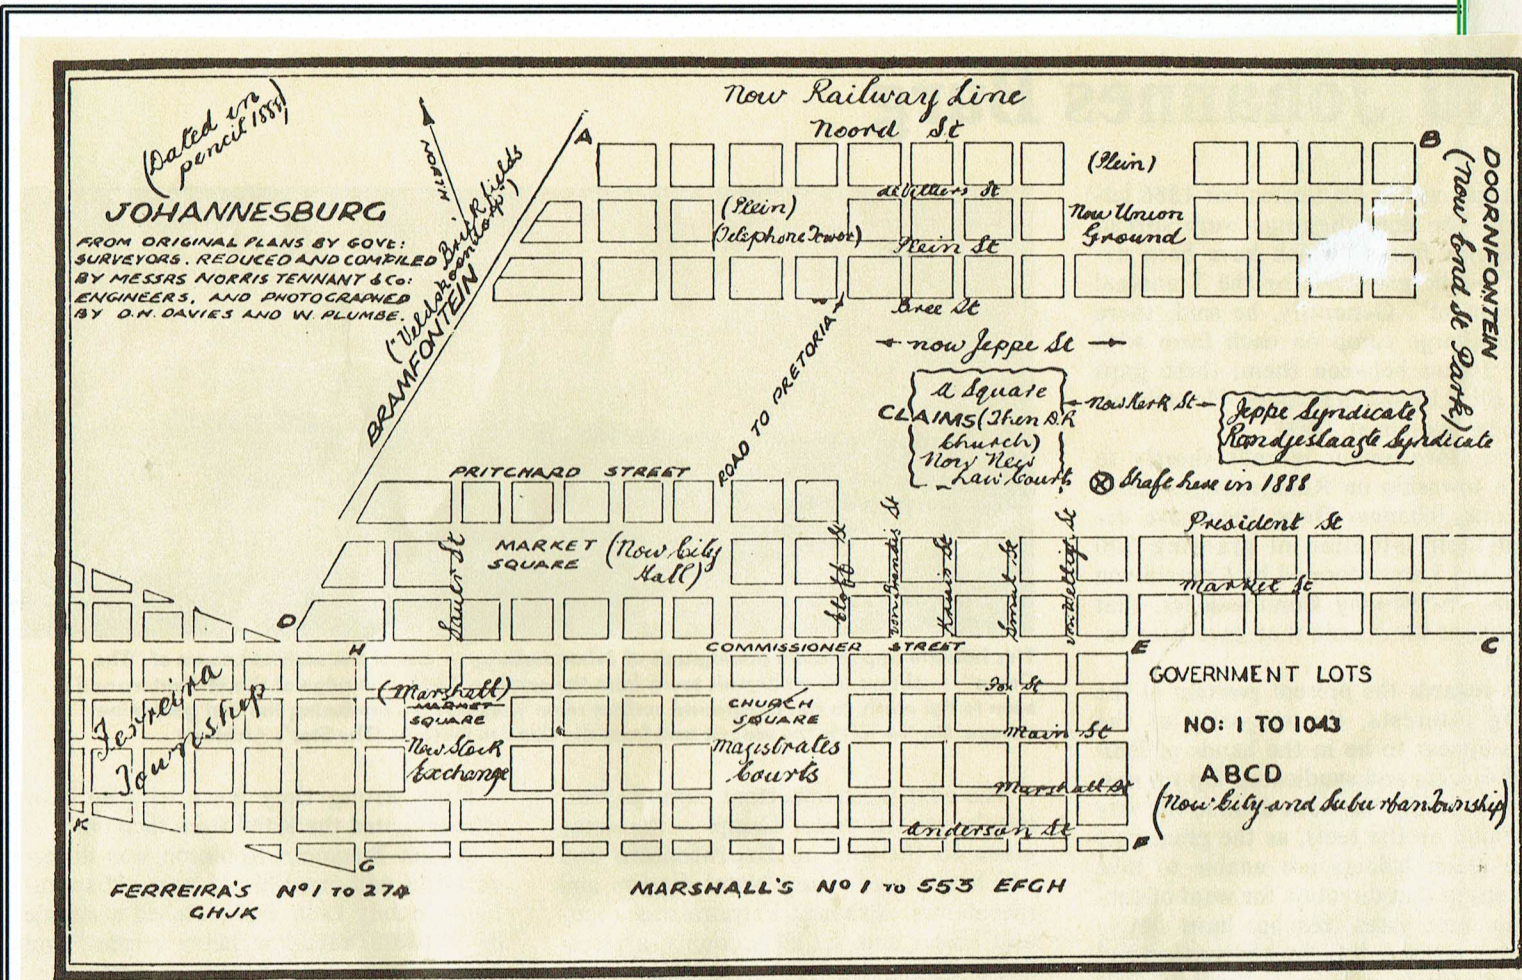 (Dated in
pencil 1889)
JOHANNESBURG
FROM ORIGINAL PLANS BY GOVT:
SURVEYORS. REDUCED AND COMPILED
BY MESSRS NORRIS TENNANT & Co:
ENGINEERS, AND PHOTOGRAPHED
BY D.H. DAVIES AND W. PLUMBE.
NORTH
Brickfields
("Veldschoendorp")
BRAMFONTEIN
A
Now Railway Line
Noord St
B
DOORNFONTEIN
(Now End St Park)
(Plein)
de Villiers St
(Plein)
(Telephone Tower)
Plein St
Now Union
Ground
Bree St
now Jeppe St
ROAD TO PRETORIA
A Square
CLAIMS (Then D.R
Church)
Now New
Law Courts
Now Kerk St
Jeppe Syndicate
Randjeslaagte Syndicate
Shaft here in 1888
PRITCHARD STREET
President St
MARKET
SQUARE
(Now City
Hall)
Sauer St
Eloff St
von Brandis St
Kruis St
Smal St
von Wielligh St
Market St
D
H
COMMISSIONER STREET
E
C
Ferreira
Township
(Marshall)
MARKET
SQUARE
Now Stock
Exchange
CHURCH
SQUARE
Magistrates
Courts
Fox St
Main St
Marshall St
Anderson St
GOVERNMENT LOTS
NO: 1 TO 1043
ABCD
(Now City and Suburban Township)
K
G
F
FERREIRA'S No 1 TO 274
GHJK
MARSHALL'S No 1 TO 553 EFGH